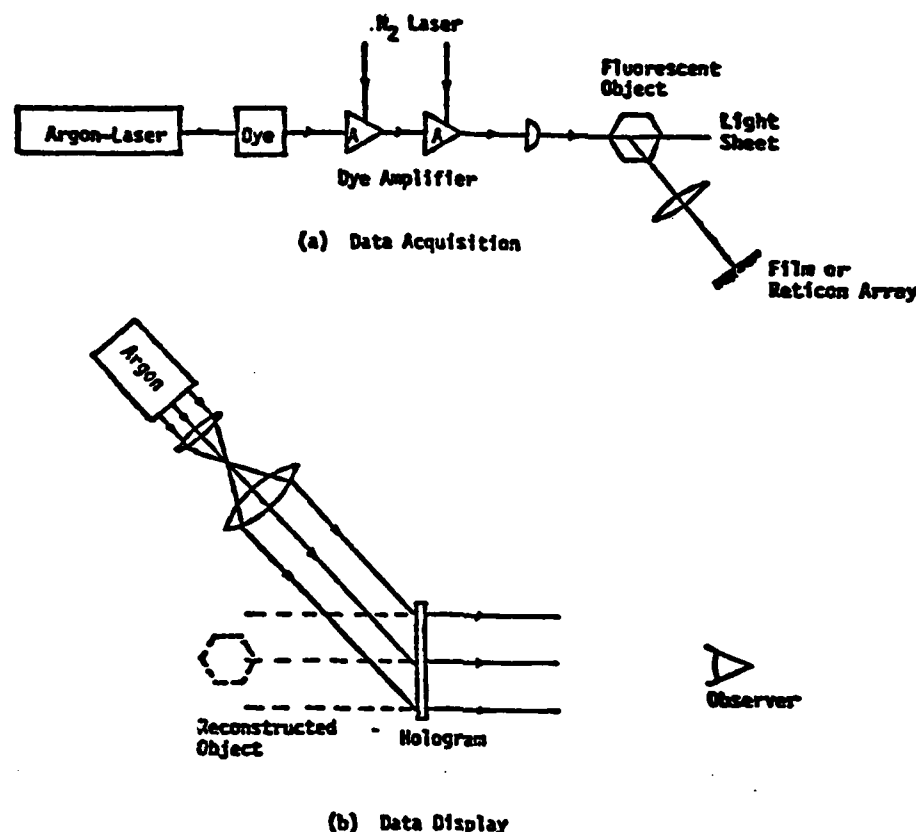 N₂ Laser
Fluorescent
Object
Argon-Laser
Dye
A
A
Light
Sheet
Dye Amplifier
(a) Data Acquisition
Film or
Reticon Array
Argon
Reconstructed
Object
Hologram
Observer
(b) Data Display